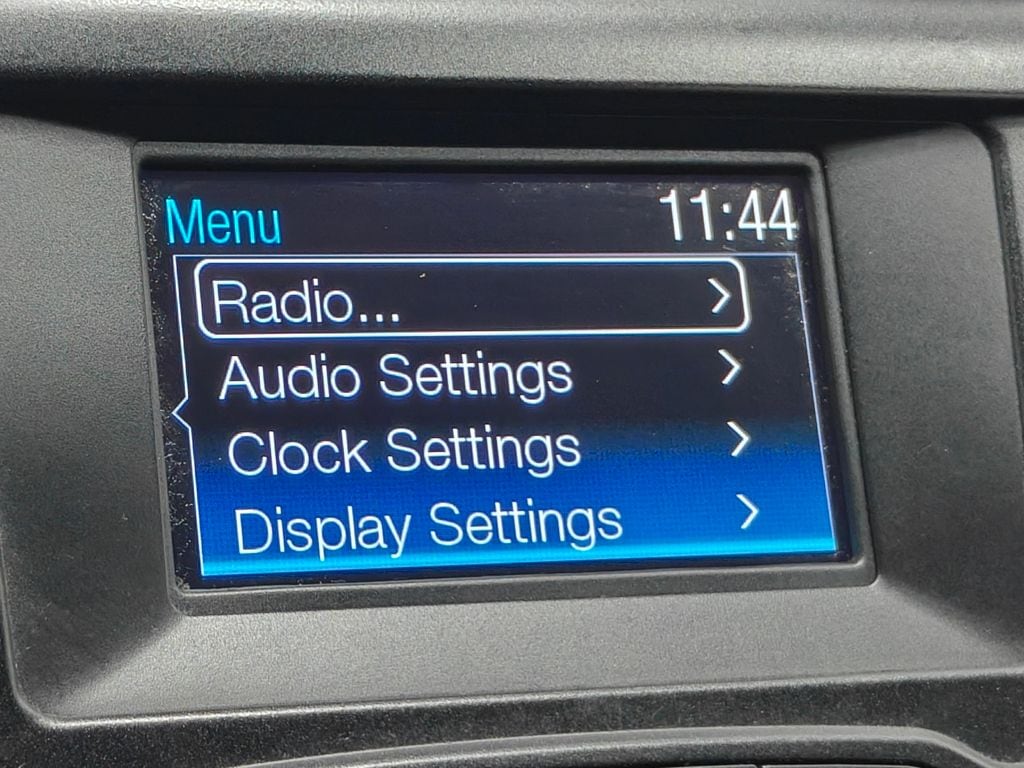 Menu 11:44
Radio...
Audio Settings
Clock Settings
Display Settings